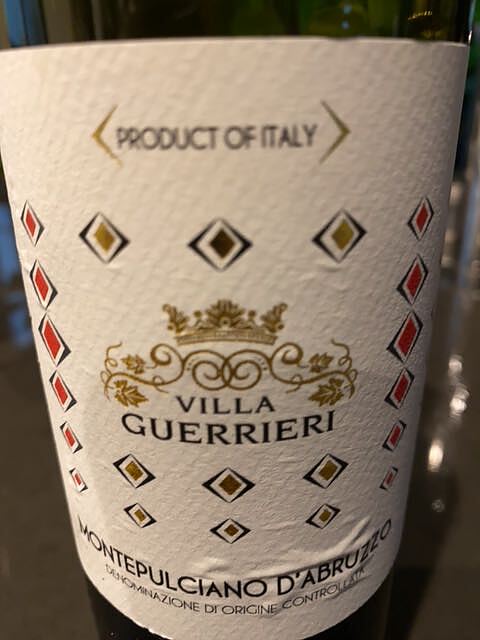 PRODUCT OF ITALY
VILLA
GUERRIERI
MONTEPULCIANO D'ABRUZZO
DENOMINAZIONE DI ORIGINE CONTROLLATA